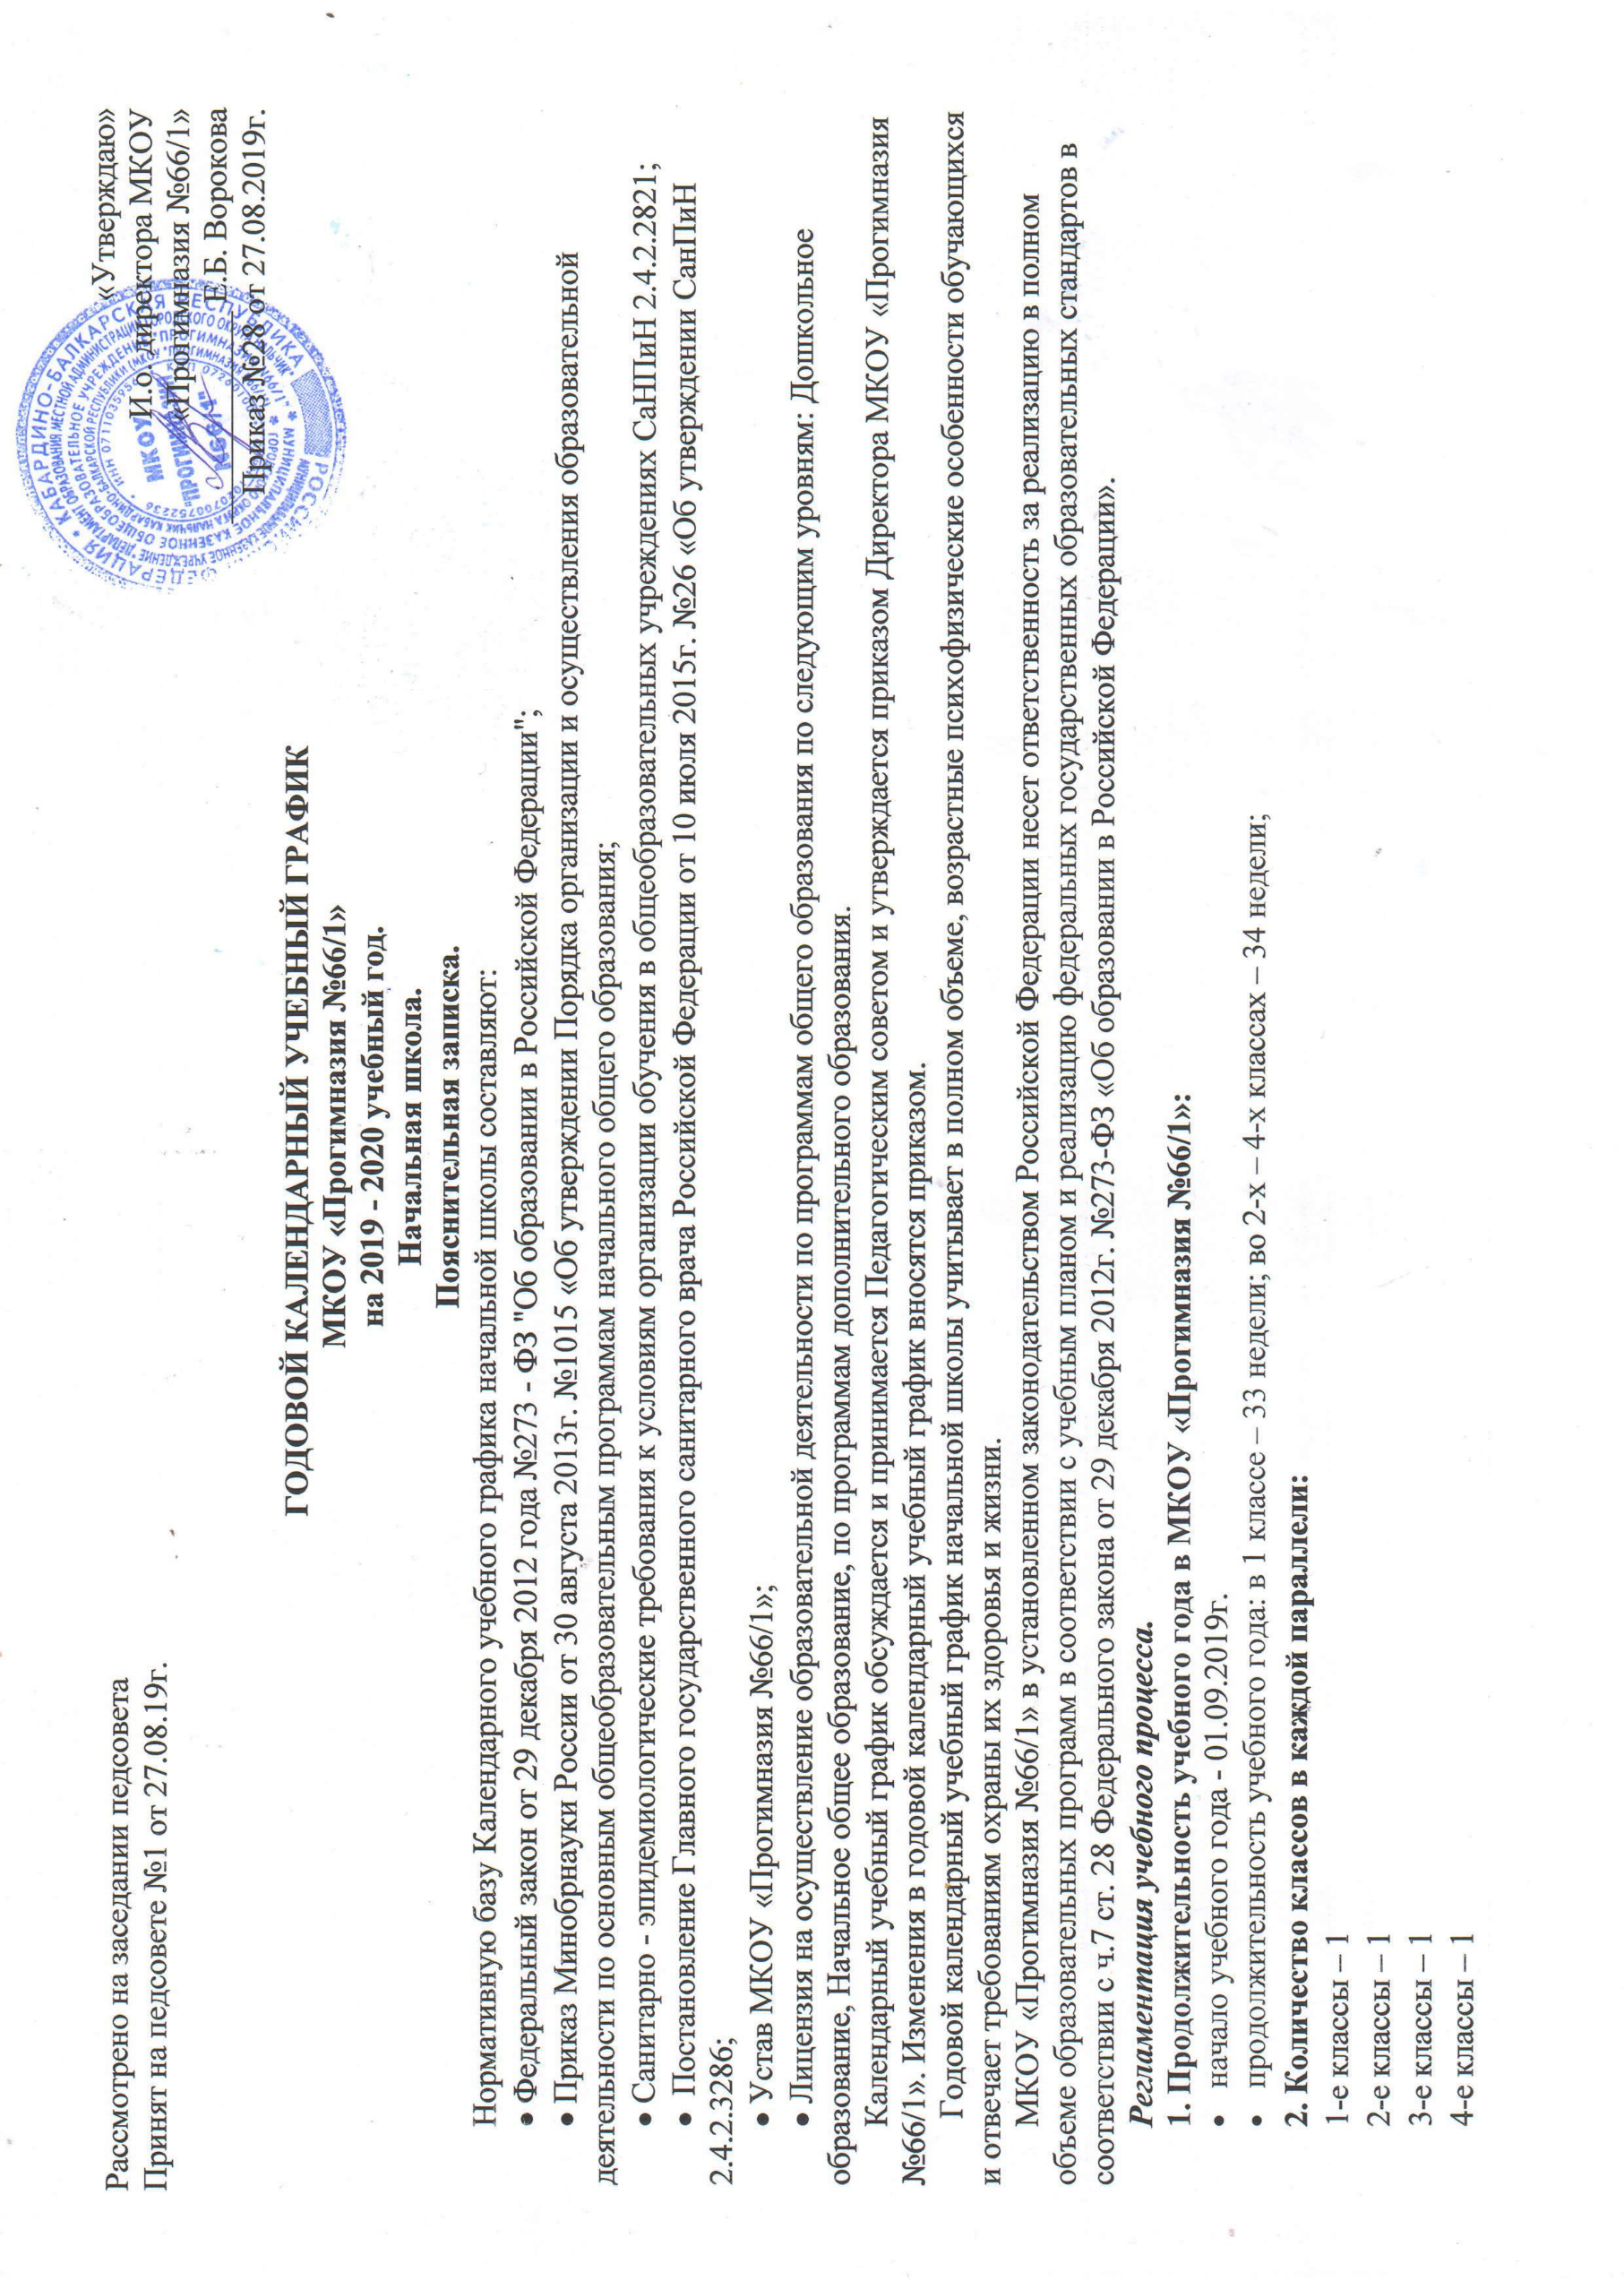 Рассмотрено на заседании педсовета
Принят на педсовете №1 от 27.08.19г.
«Утверждаю»
И.о. директора МКОУ
«Прогимназия №66/1»
Е.Б. Ворокова
Приказ №28 от 27.08.2019г.
КАБАРДИНО-БАЛКАРСКАЯ РЕСПУБЛИКА
РОССИЙСКАЯ ФЕДЕРАЦИЯ
МКОУ
"ПРОГИМНАЗИЯ
№66/1"
ГОДОВОЙ КАЛЕНДАРНЫЙ УЧЕБНЫЙ ГРАФИК
МКОУ «Прогимназия №66/1»
на 2019 - 2020 учебный год.
Начальная школа.
Пояснительная записка.
Нормативную базу Календарного учебного графика начальной школы составляют:
● Федеральный закон от 29 декабря 2012 года №273 - ФЗ "Об образовании в Российской Федерации";
● Приказ Минобрнауки России от 30 августа 2013г. №1015 «Об утверждении Порядка организации и осуществления образовательной
деятельности по основным общеобразовательным программам начального общего образования;
● Санитарно - эпидемиологические требования к условиям организации обучения в общеобразовательных учреждениях СаНПиН 2.4.2.2821;
● Постановление Главного государственного санитарного врача Российской Федерации от 10 июля 2015г. №26 «Об утверждении СанПиН
2.4.2.3286;
● Устав МКОУ «Прогимназия №66/1»;
● Лицензия на осуществление образовательной деятельности по программам общего образования по следующим уровням: Дошкольное
образование, Начальное общее образование, по программам дополнительного образования.
Календарный учебный график обсуждается и принимается Педагогическим советом и утверждается приказом Директора МКОУ «Прогимназия
№66/1». Изменения в годовой календарный учебный график вносятся приказом.
Годовой календарный учебный график начальной школы учитывает в полном объеме, возрастные психофизические особенности обучающихся
и отвечает требованиям охраны их здоровья и жизни.
МКОУ «Прогимназия №66/1» в установленном законодательством Российской Федерации несет ответственность за реализацию в полном
объеме образовательных программ в соответствии с учебным планом и реализацию федеральных государственных образовательных стандартов в
соответствии с ч.7 ст. 28 Федерального закона от 29 декабря 2012г. №273-ФЗ «Об образовании в Российской Федерации».
Регламентация учебного процесса.
1. Продолжительность учебного года в МКОУ «Прогимназия №66/1»:
● начало учебного года - 01.09.2019г.
● продолжительность учебного года: в 1 классе – 33 недели; во 2-х – 4-х классах – 34 недели;
2. Количество классов в каждой параллели:
1-е классы – 1
2-е классы – 1
3-е классы – 1
4-е классы – 1